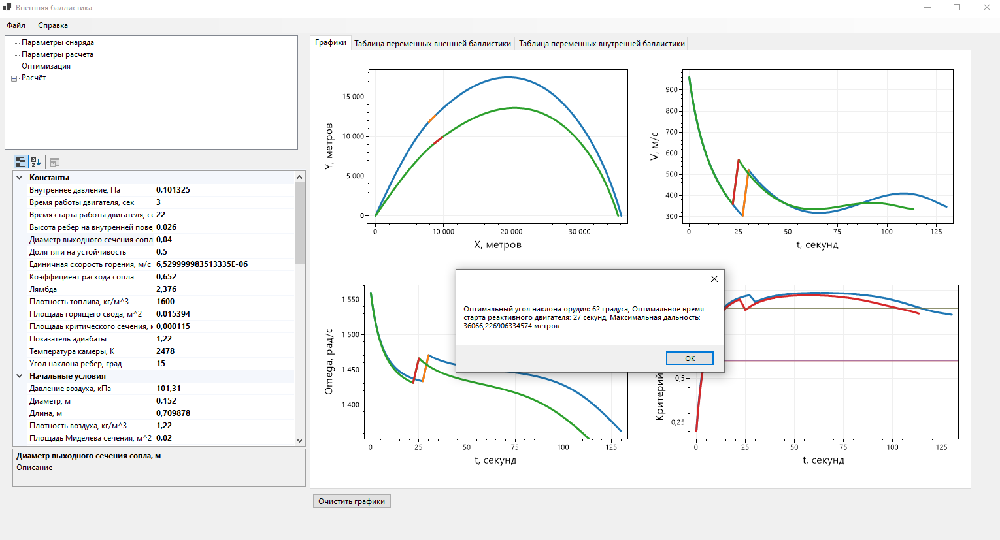 Внешняя баллистика
Файл Справка
Параметры снаряда
Параметры расчета
Оптимизация
Расчёт
Константы
Внутреннее давление, Па 0,101325
Время работы двигателя, сек 3
Время старта работы двигателя, се 22
Высота ребер на внутренней пове 0,026
Диаметр выходного сечения сопл 0,04
Доля тяги на устойчивость 0,5
Единичная скорость горения, м/с 6,529999983513335E-06
Коэффициент расхода сопла 0,652
Лямбда 2,376
Плотность топлива, кг/м^3 1600
Площадь горящего свода, м^2 0,015394
Площадь критического сечения, м 0,000115
Показатель адиабаты 1,22
Температура камеры, К 2478
Угол наклона ребер, град 15
Начальные условия
Давление воздуха, кПа 101,31
Диаметр, м 0,152
Длина, м 0,709878
Плотность воздуха, кг/м^3 1,22
Площадь Миделева сечения, м^2 0,02
Диаметр выходного сечения сопла, м
Описание
Графики Таблица переменных внешней баллистики Таблица переменных внутренней баллистики
Y, метров
15 000
10 000
5 000
0
0 10 000 20 000 30 000
X, метров
V, м/с
900
800
700
600
500
400
300
0 25 50 75 100 125
t, секунд
Omega, рад/с
1 550
1 500
1 450
1 400
0 25 50 75 100 125
t, секунд
Критерий
0,5
0,25
0 25 50 75 100 125
t, секунд
Оптимальный угол наклона орудия: 62 градуса, Оптимальное время
старта реактивного двигателя: 27 секунд, Максимальная дальность:
36066,226906334574 метров
OK
Очистить графики